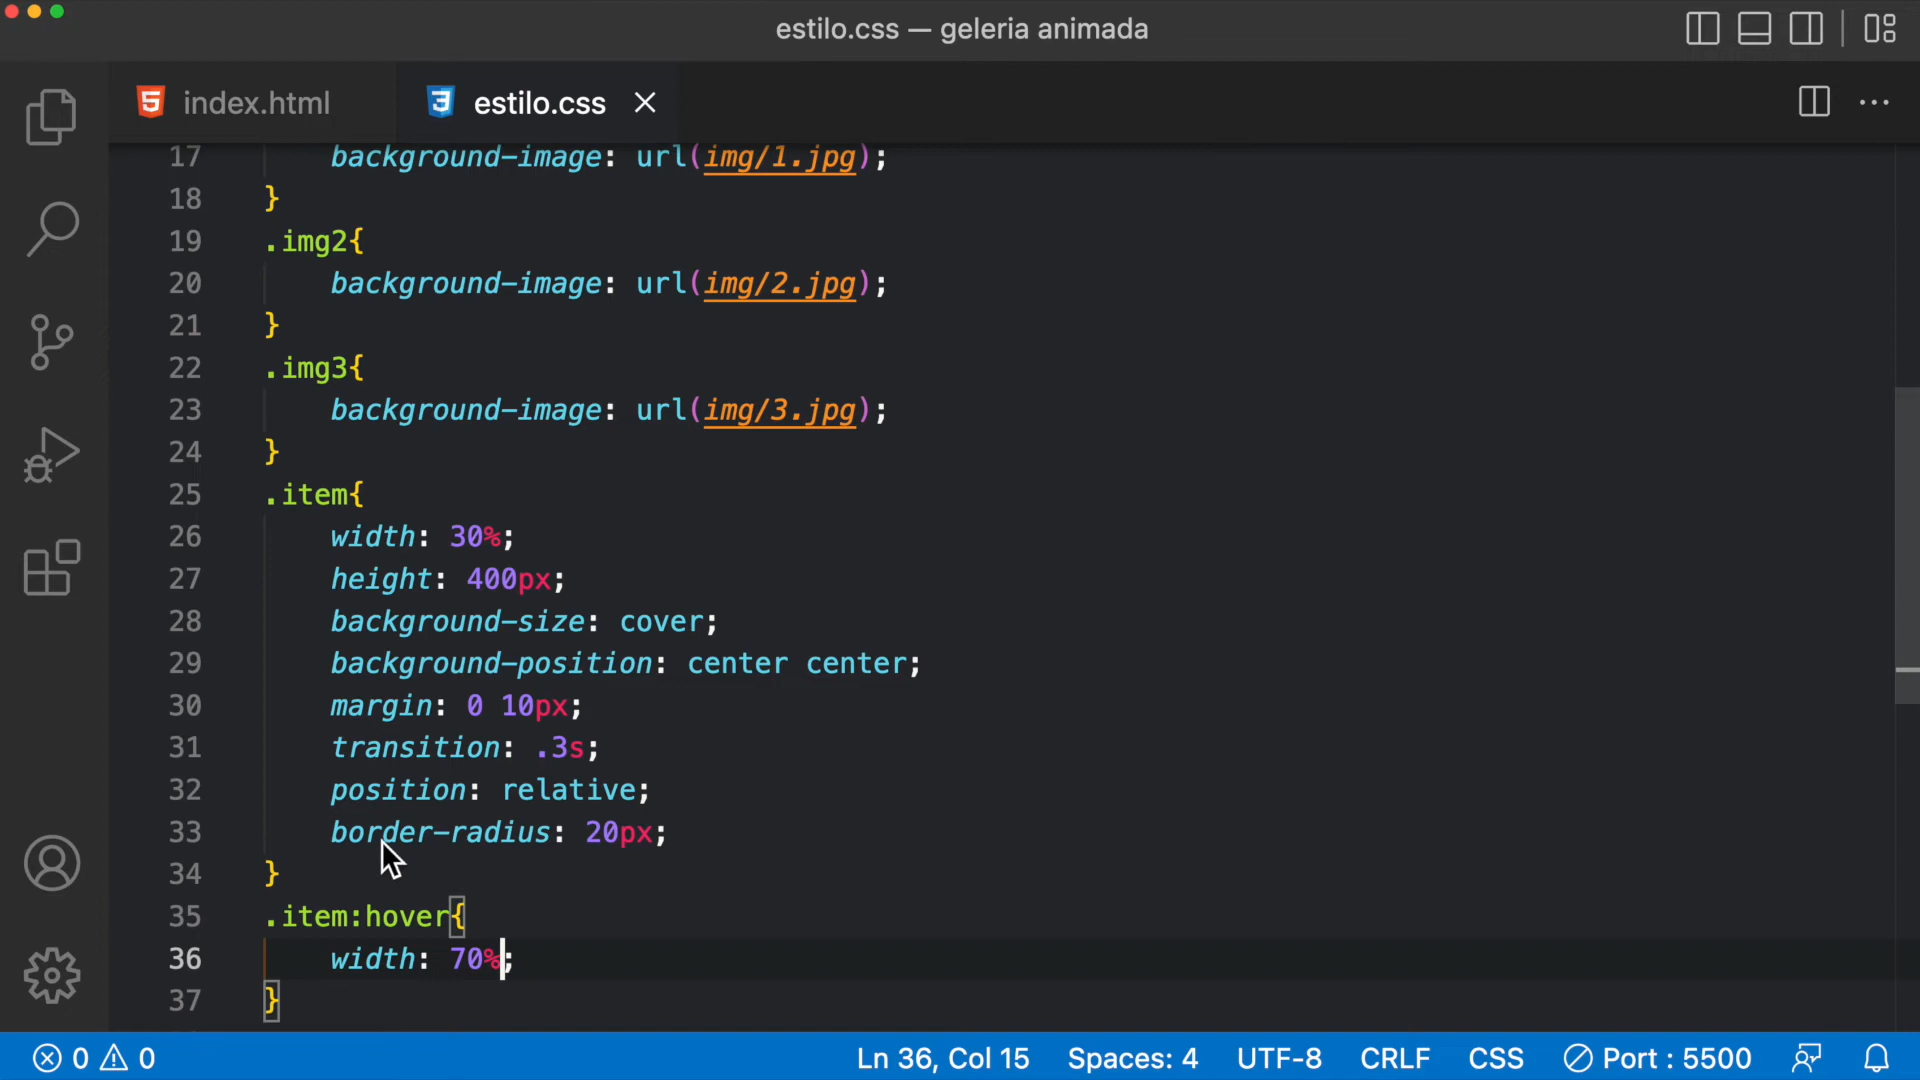 estilo.css — geleria animada
index.html
estilo.css
17 background-image: url(img/1.jpg);
18 }
19 .img2{
20 background-image: url(img/2.jpg);
21 }
22 .img3{
23 background-image: url(img/3.jpg);
24 }
25 .item{
26 width: 30%;
27 height: 400px;
28 background-size: cover;
29 background-position: center center;
30 margin: 0 10px;
31 transition: .3s;
32 position: relative;
33 border-radius: 20px;
34 }
35 .item:hover{
36 width: 70%;
37 }
0 0 Ln 36, Col 15 Spaces: 4 UTF-8 CRLF CSS Port : 5500